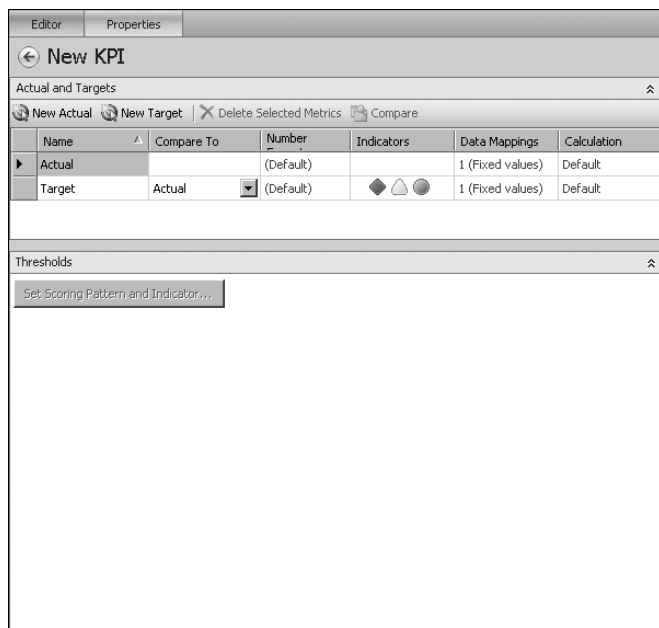 Editor Properties
New KPI
Actual and Targets
New Actual New Target Delete Selected Metrics Compare
Name Compare To Number Indicators Data Mappings Calculation
Actual (Default) 1 (Fixed values) Default
Target Actual (Default) 1 (Fixed values) Default
Thresholds
Set Scoring Pattern and Indicator...